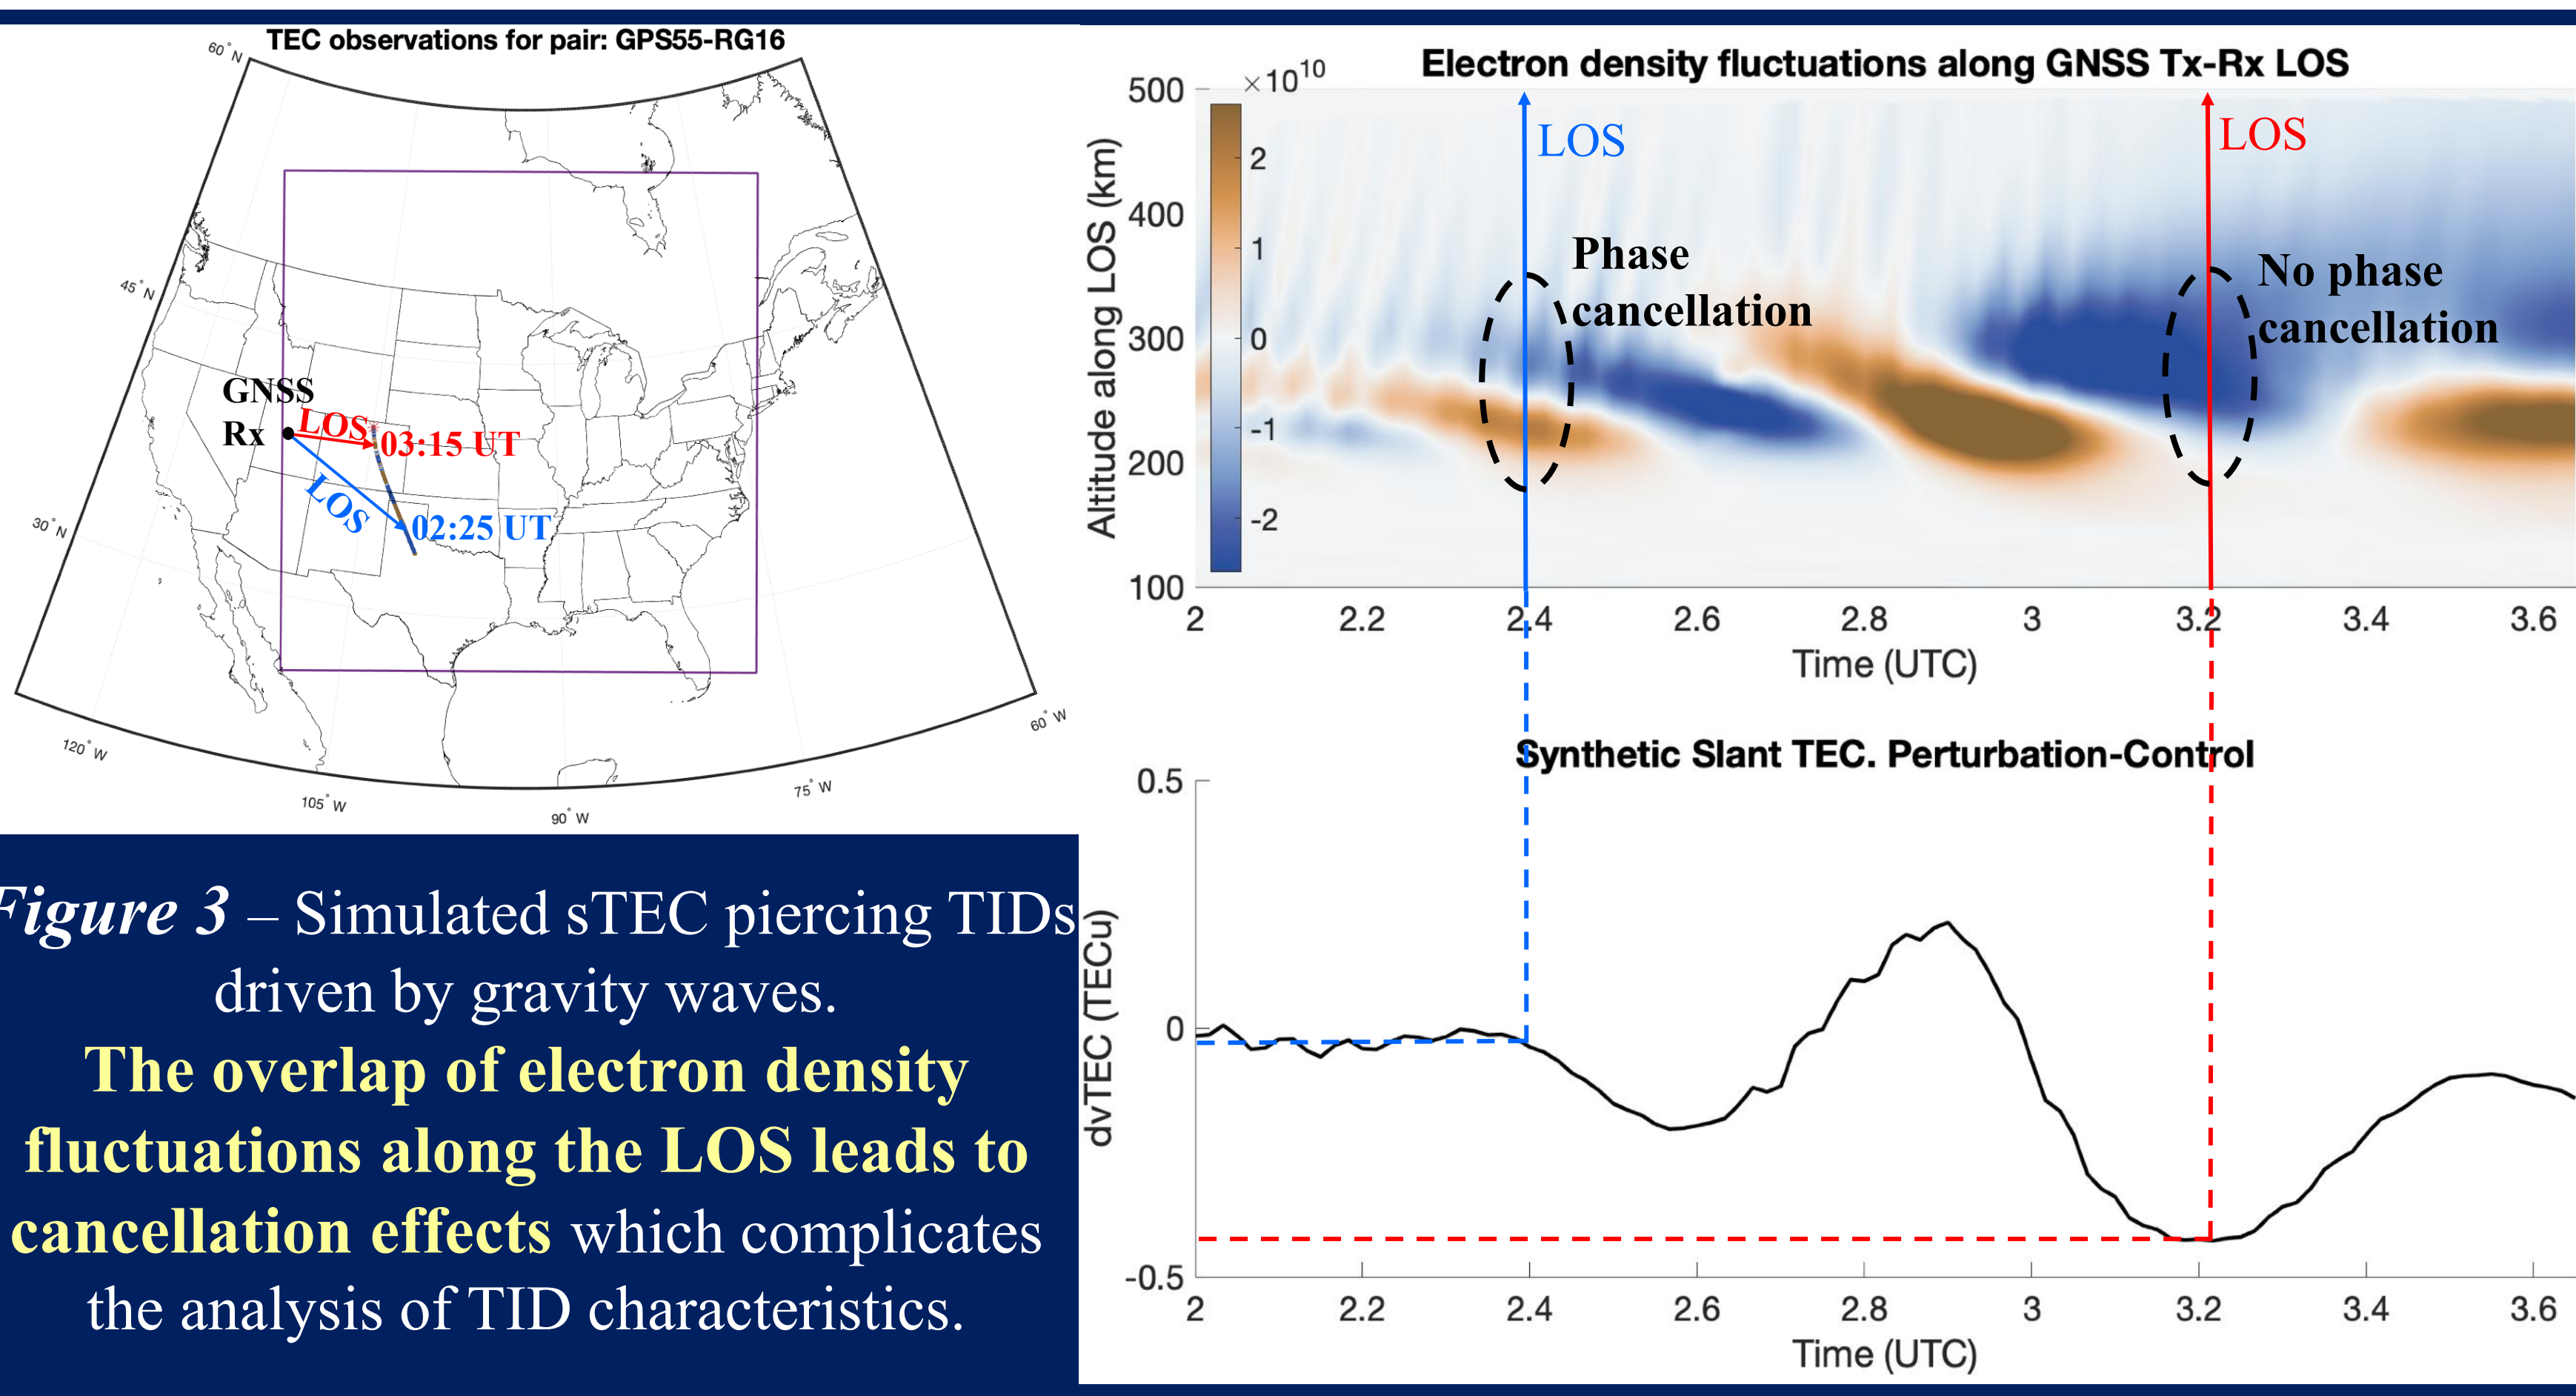 TEC observations for pair: GPS55-RG16
60° N
45° N
30° N
120° W
105° W
90° W
75° W
60° W
GNSS
Rx
LOS
03:15 UT
LOS
02:25 UT
Figure 3 – Simulated sTEC piercing TIDs
driven by gravity waves.
The overlap of electron density
fluctuations along the LOS leads to
cancellation effects which complicates
the analysis of TID characteristics.
Electron density fluctuations along GNSS Tx-Rx LOS
×10^10
2
1
0
-1
-2
500
400
300
200
100
Altitude along LOS (km)
LOS
Phase
cancellation
LOS
No phase
cancellation
2 2.2 2.4 2.6 2.8 3 3.2 3.4 3.6
Time (UTC)
Synthetic Slant TEC. Perturbation-Control
0.5
0
-0.5
dvTEC (TECu)
2 2.2 2.4 2.6 2.8 3 3.2 3.4 3.6
Time (UTC)